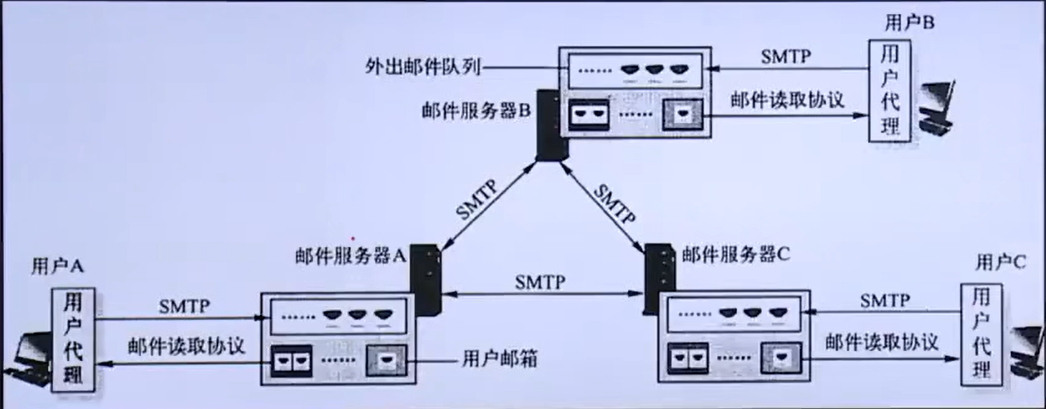 用户B
SMTP
外出邮件队列
用户代理
邮件读取协议
邮件服务器B
SMTP
SMTP
邮件服务器A
邮件服务器C
用户A
用户C
SMTP
用户代理
SMTP
SMTP
用户代理
邮件读取协议
用户邮箱
邮件读取协议